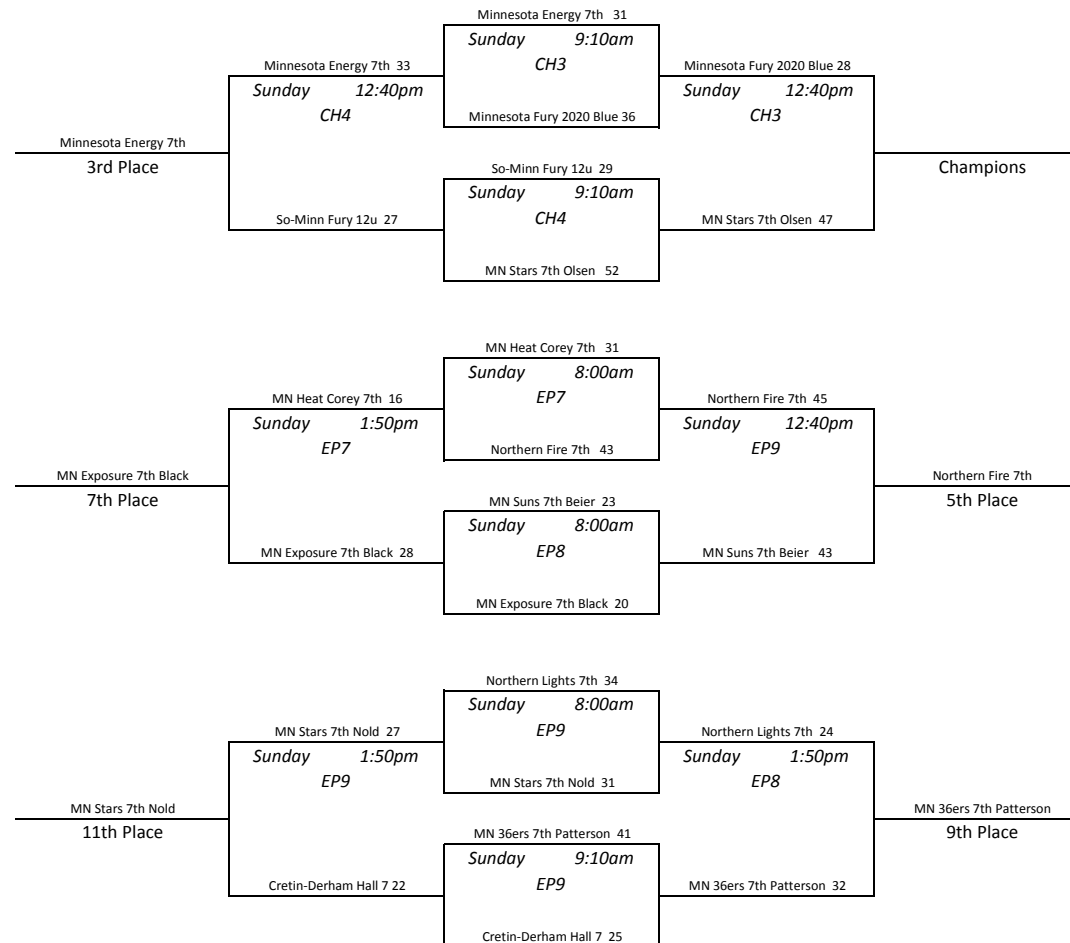 Minnesota Energy 7th 31
Sunday 9:10am
CH3
Minnesota Energy 7th 33
Minnesota Fury 2020 Blue 28
Sunday 12:40pm
CH4
Sunday 12:40pm
CH3
Minnesota Fury 2020 Blue 36
Minnesota Energy 7th
3rd Place
So-Minn Fury 12u 29
Champions
Sunday 9:10am
CH4
So-Minn Fury 12u 27
MN Stars 7th Olsen 47
MN Stars 7th Olsen 52
MN Heat Corey 7th 31
Sunday 8:00am
EP7
MN Heat Corey 7th 16
Northern Fire 7th 45
Sunday 1:50pm
EP7
Sunday 12:40pm
EP9
Northern Fire 7th 43
MN Exposure 7th Black
7th Place
Northern Fire 7th
5th Place
MN Suns 7th Beier 23
Sunday 8:00am
EP8
MN Exposure 7th Black 28
MN Suns 7th Beier 43
MN Exposure 7th Black 20
Northern Lights 7th 34
Sunday 8:00am
EP9
MN Stars 7th Nold 27
Northern Lights 7th 24
Sunday 1:50pm
EP9
Sunday 1:50pm
EP8
MN Stars 7th Nold 31
MN Stars 7th Nold
11th Place
MN 36ers 7th Patterson
9th Place
MN 36ers 7th Patterson 41
Sunday 9:10am
EP9
Cretin-Derham Hall 7 22
MN 36ers 7th Patterson 32
Cretin-Derham Hall 7 25